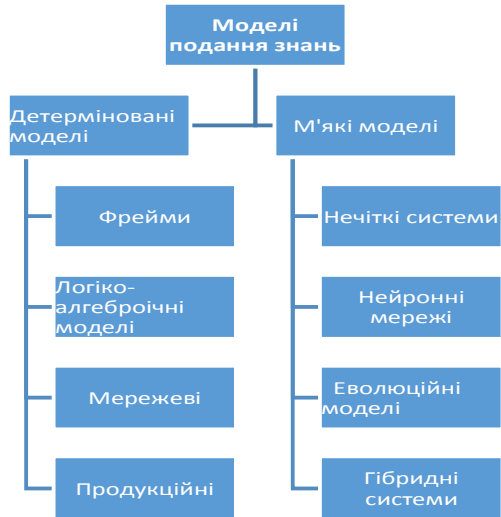 Моделі
подання знань
Детерміновані
моделі
М'які моделі
Фрейми
Логіко-
алгеброічні
моделі
Мережеві
Продукційні
Нечіткі системи
Нейронні
мережі
Еволюційні
моделі
Гібридні
системи